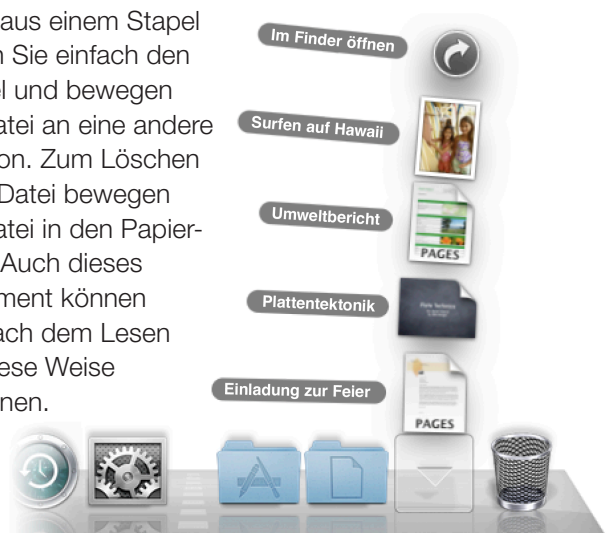 aus einem Stapel
n Sie einfach den
el und bewegen
atei an eine andere
on. Zum Löschen
Datei bewegen
atei in den Papier-
Auch dieses
ment können
ach dem Lesen
iese Weise
nen.
Im Finder öffnen
Surfen auf Hawaii
Umweltbericht
PAGES
Plattentektonik
Einladung zur Feier
PAGES